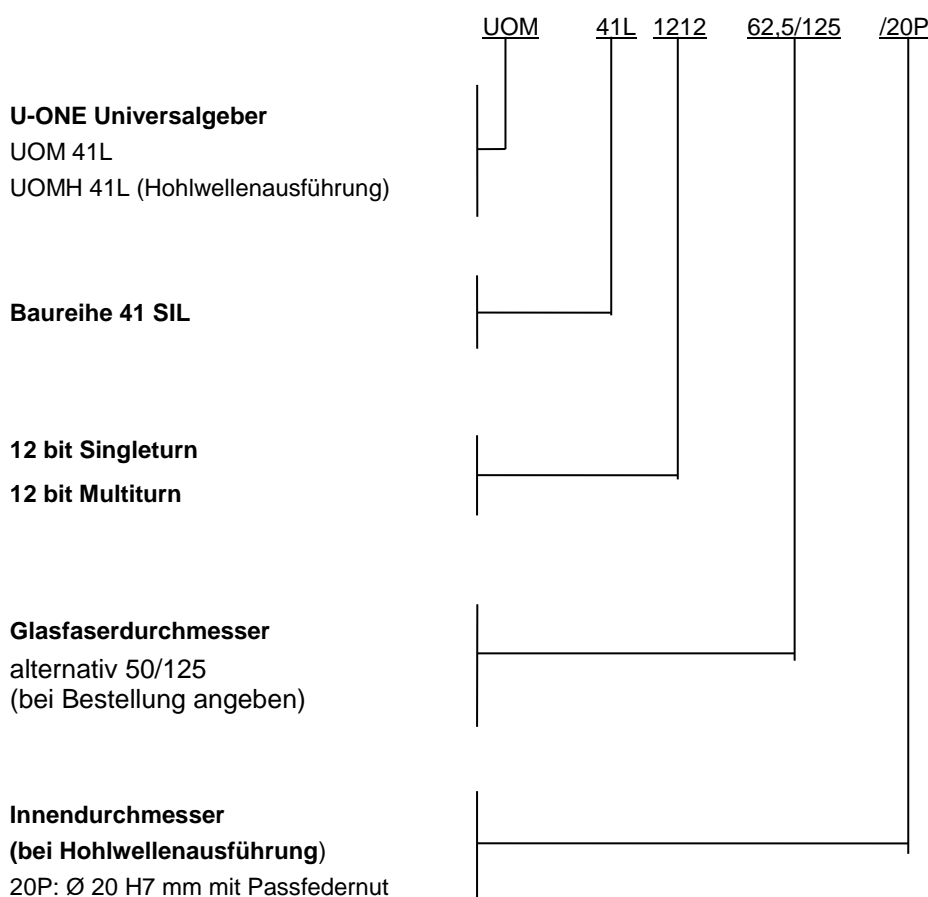 UOM 41L 1212 62,5/125 /20P
U-ONE Universalgeber
UOM 41L
UOMH 41L (Hohlwellenausführung)
Baureihe 41 SIL
12 bit Singleturn
12 bit Multiturn
Glasfaserdurchmesser
alternativ 50/125
(bei Bestellung angeben)
Innendurchmesser
(bei Hohlwellenausführung)
20P: Ø 20 H7 mm mit Passfedernut